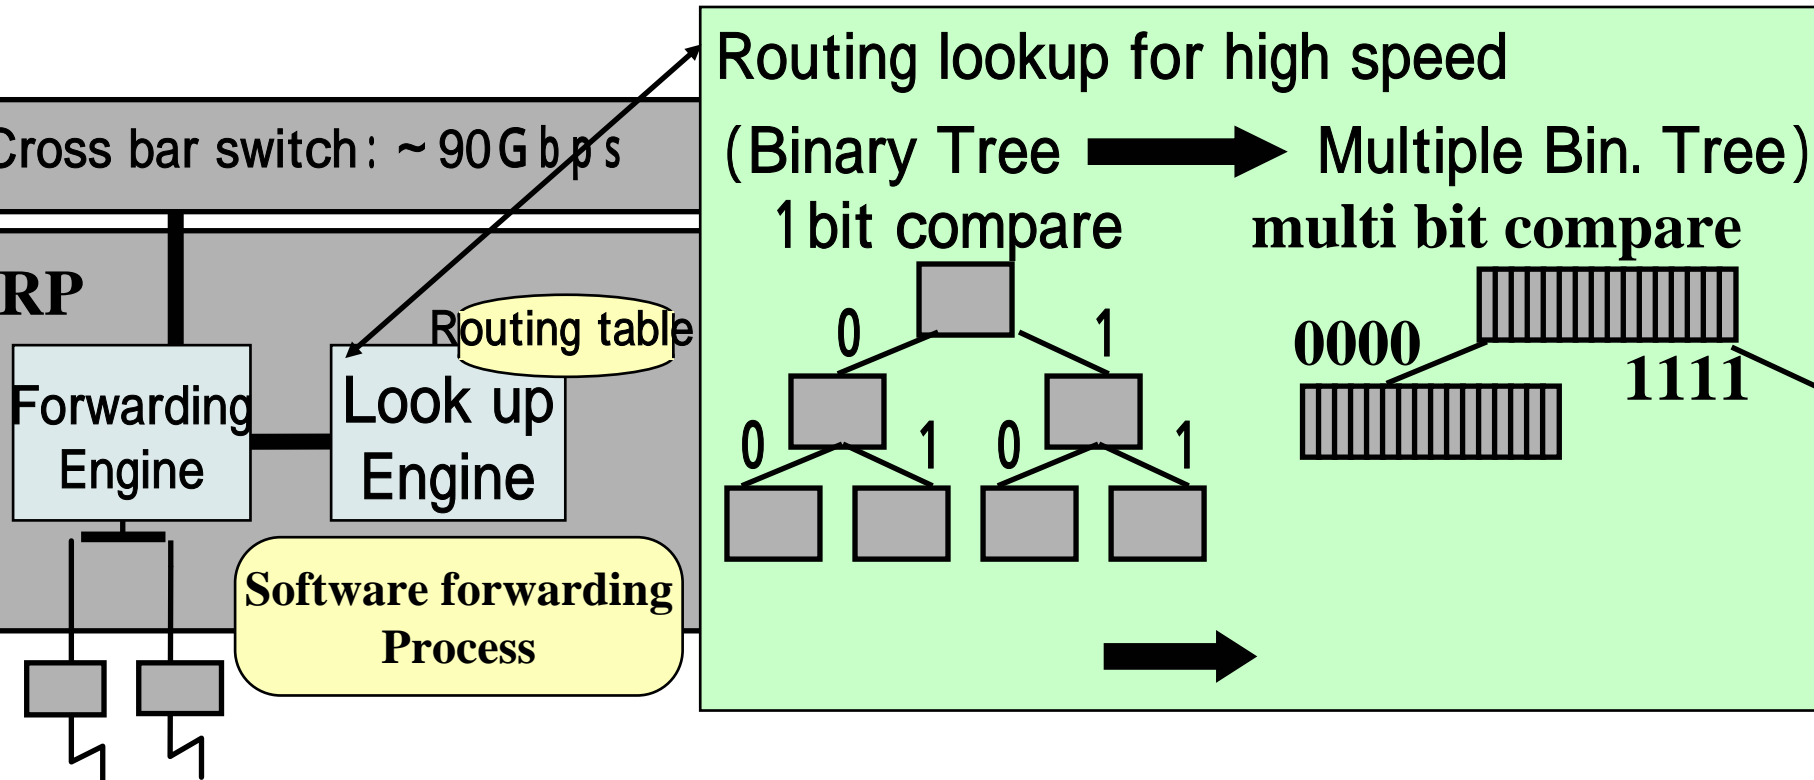 Cross bar switch: ~90Gbps
RP
Routing table
Forwarding
Engine
Look up
Engine
Software forwarding
Process
Routing lookup for high speed
(Binary Tree Multiple Bin. Tree)
1bit compare multi bit compare
0 1 0000 1111
0 1 0 1